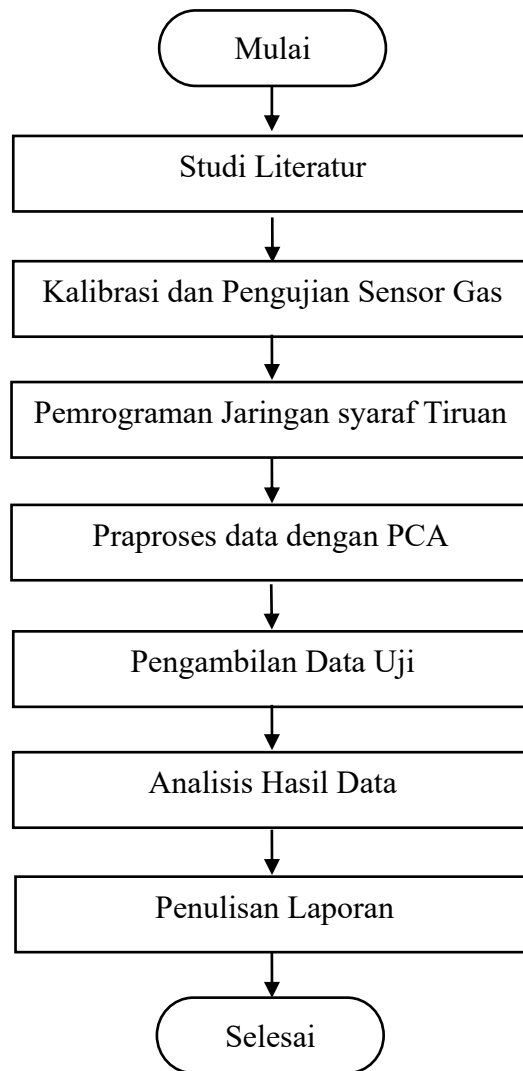 Mulai
Studi Literatur
Kalibrasi dan Pengujian Sensor Gas
Pemrograman Jaringan syaraf Tiruan
Praproses data dengan PCA
Pengambilan Data Uji
Analisis Hasil Data
Penulisan Laporan
Selesai